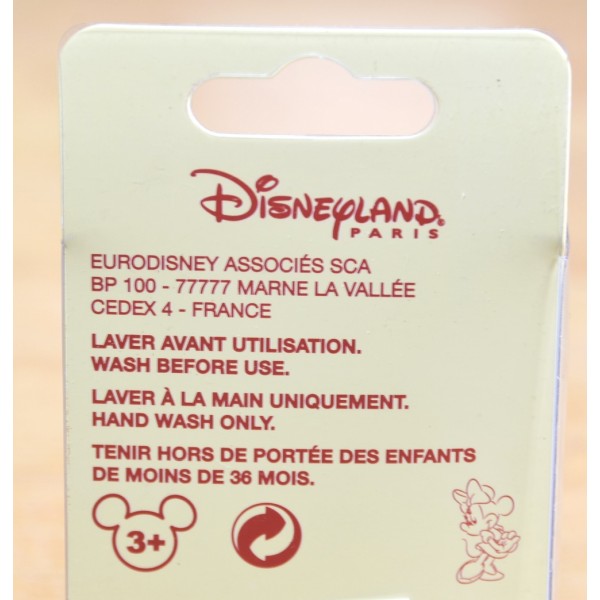 Disneyland
PARIS
EURODISNEY ASSOCIÉS SCA
BP 100 - 77777 MARNE LA VALLÉE
CEDEX 4 - FRANCE
LAVER AVANT UTILISATION.
WASH BEFORE USE.
LAVER À LA MAIN UNIQUEMENT.
HAND WASH ONLY.
TENIR HORS DE PORTÉE DES ENFANTS
DE MOINS DE 36 MOIS.
3+